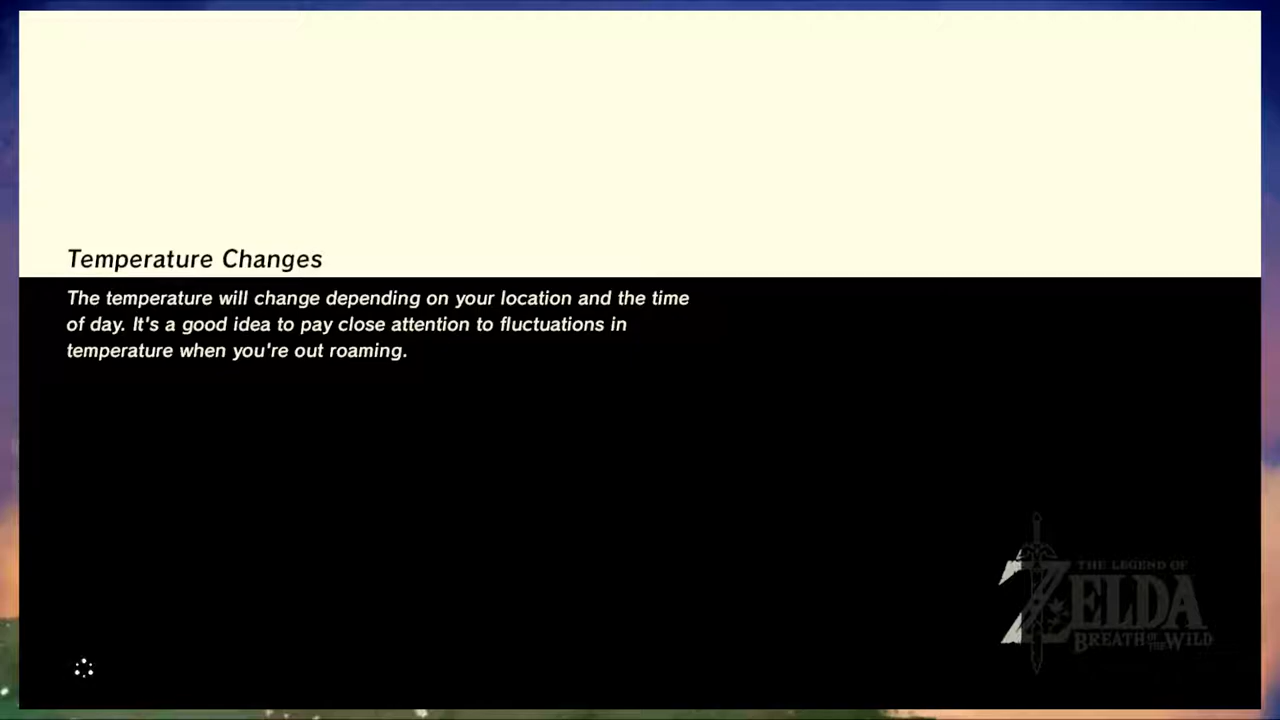 Temperature Changes
The temperature will change depending on your location and the time
of day. It's a good idea to pay close attention to fluctuations in
temperature when you're out roaming.
THE LEGEND OF
ZELDA
BREATH OF THE WILD